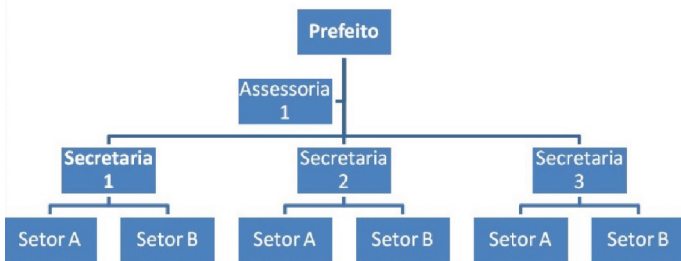 Prefeito
Assessoria
1
Secretaria
1
Secretaria
2
Secretaria
3
Setor A
Setor B
Setor A
Setor B
Setor A
Setor B